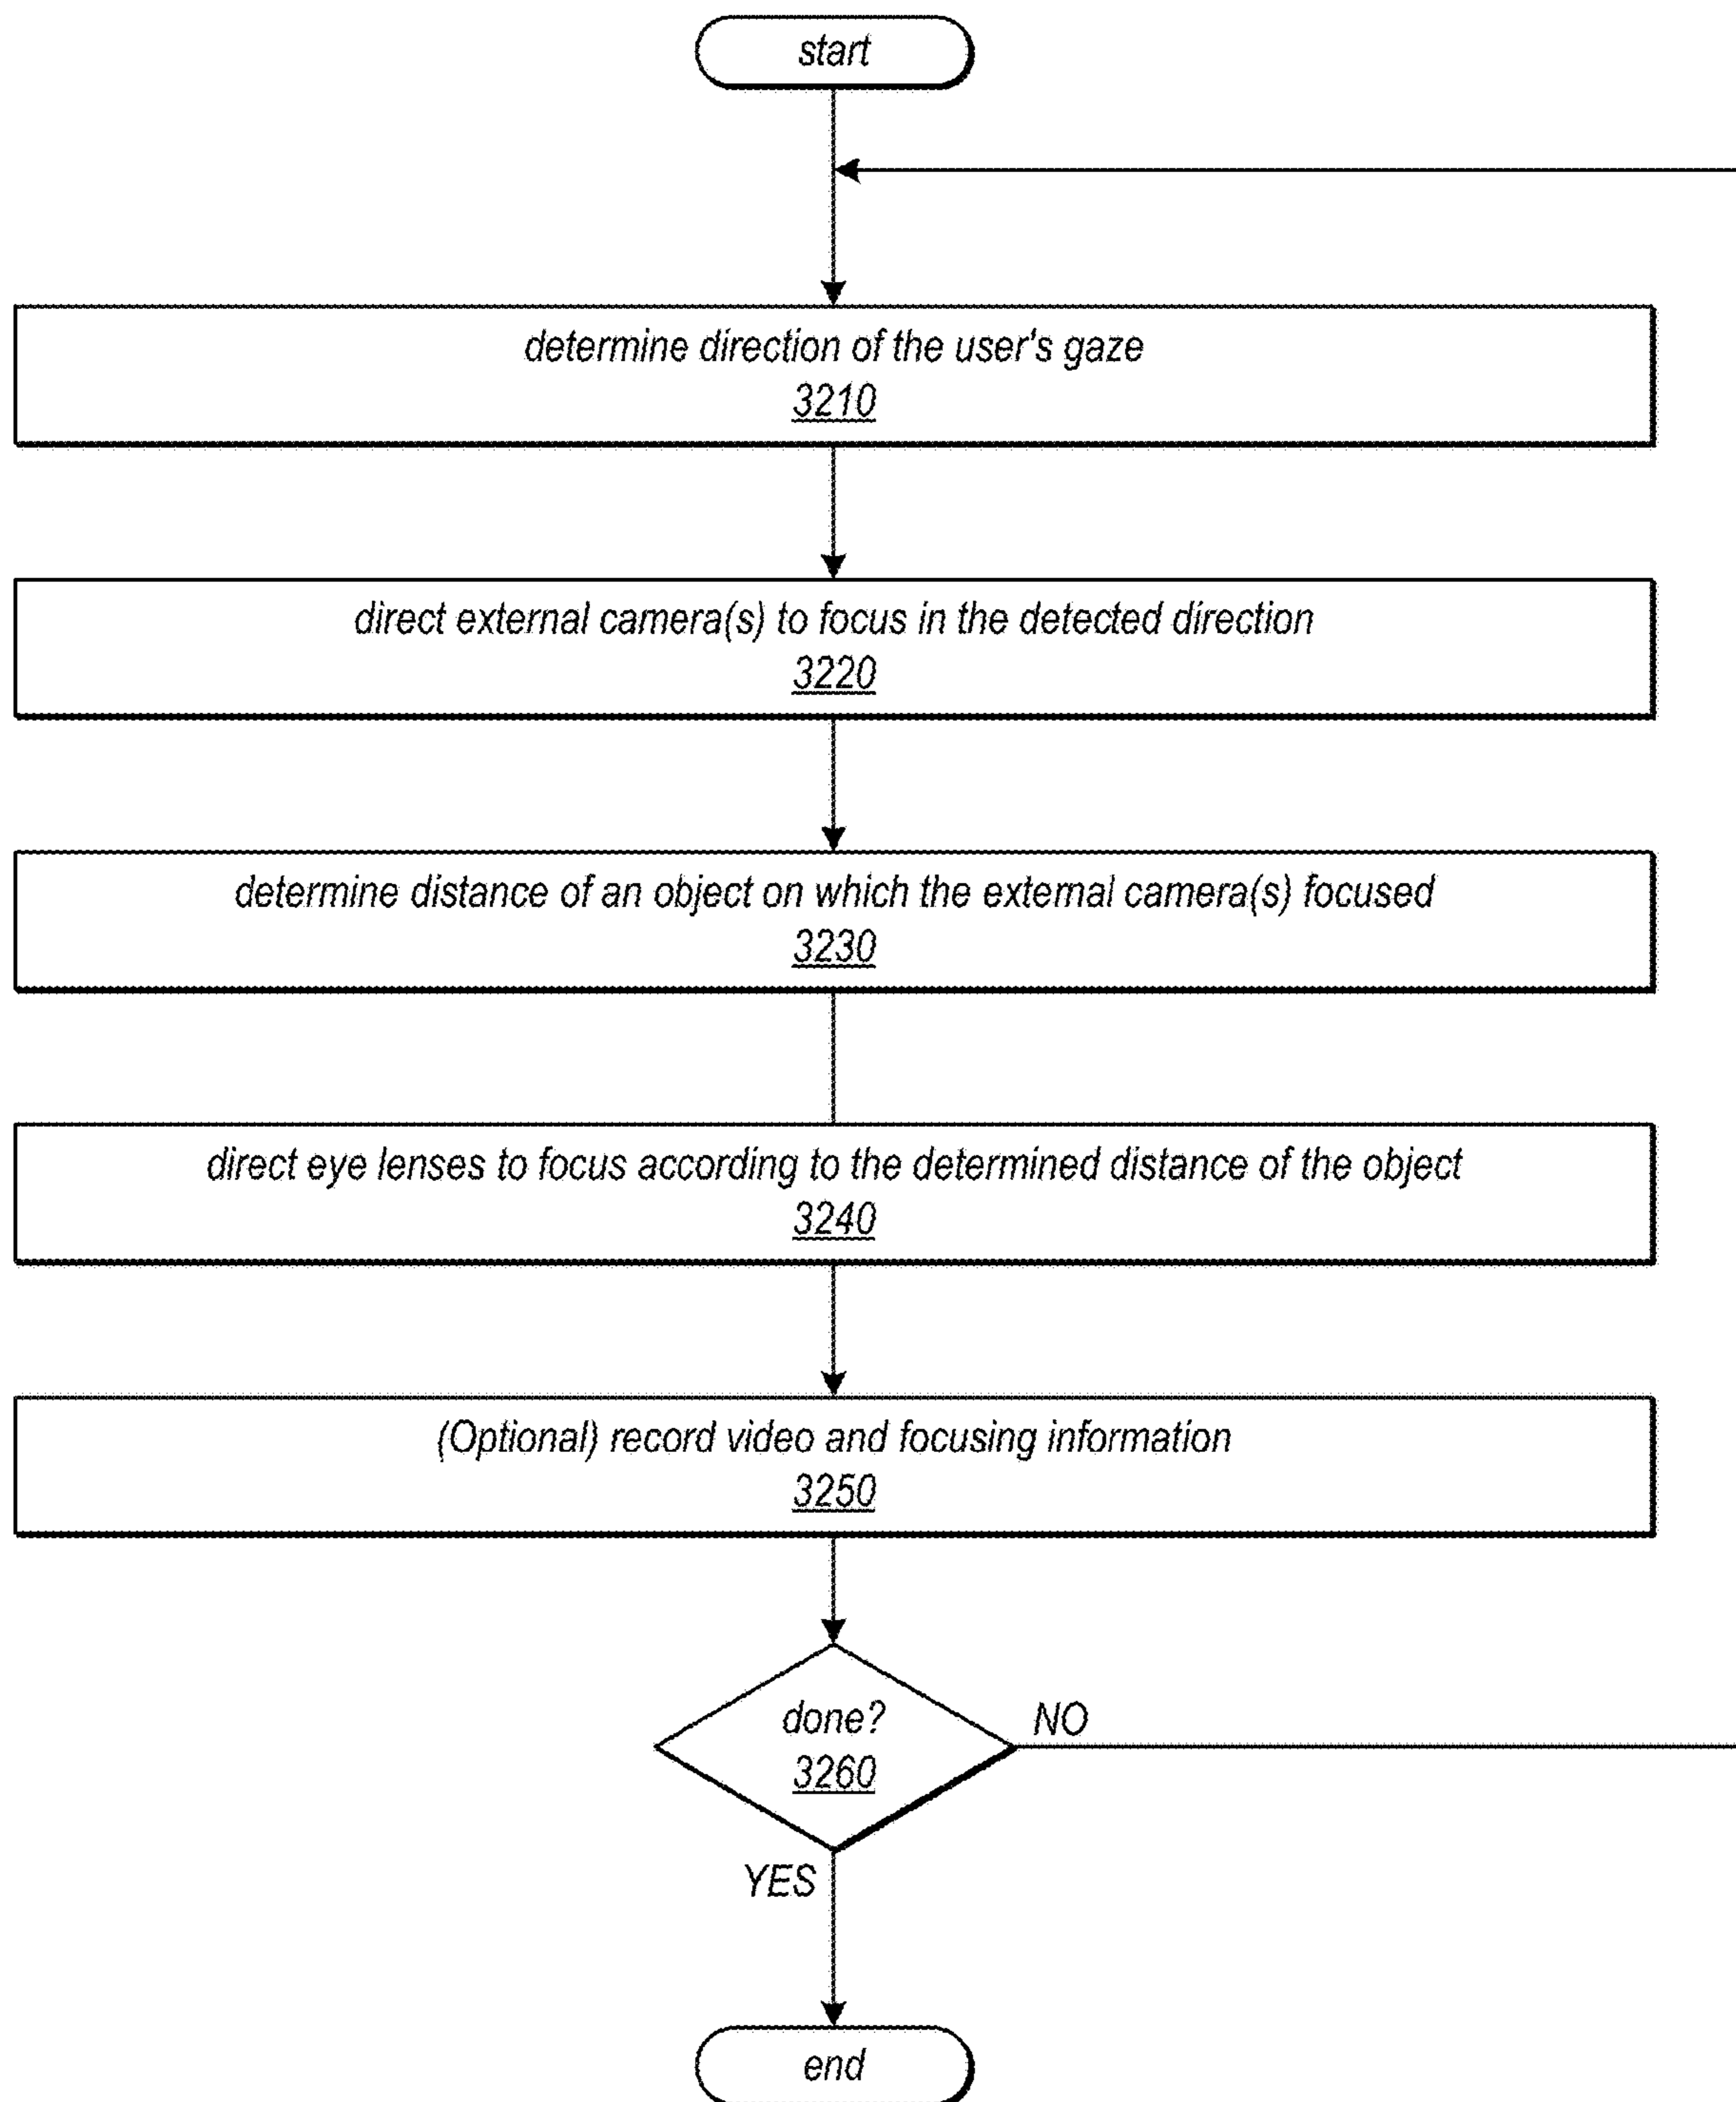 start
determine direction of the user's gaze
3210
direct external camera(s) to focus in the detected direction
3220
determine distance of an object on which the external camera(s) focused
3230
direct eye lenses to focus according to the determined distance of the object
3240
(Optional) record video and focusing information
3250
done?
NO
3260
YES
end